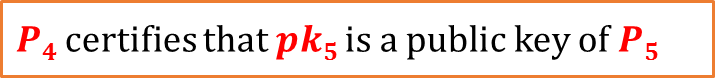 P₄ certifies that pk₅ is a public key of P₅